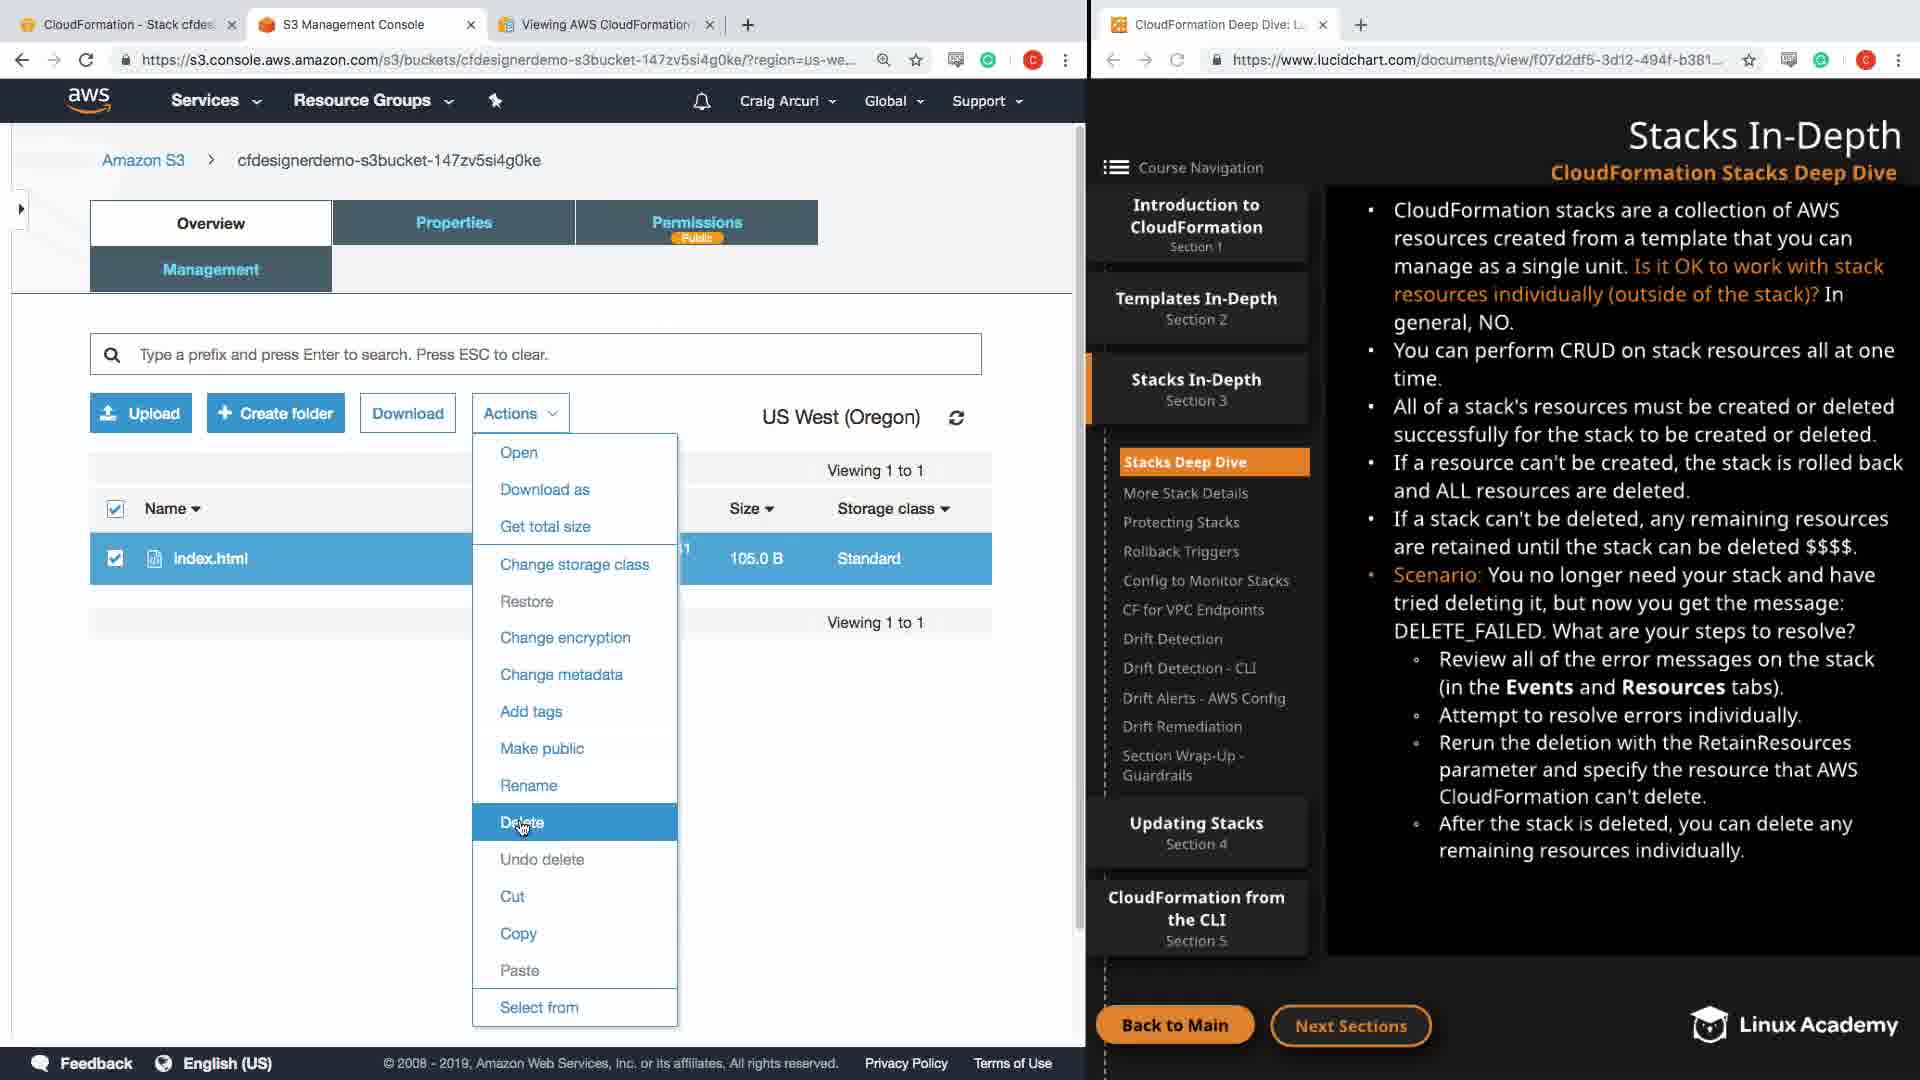 CloudFormation - Stack cfdes
S3 Management Console
Viewing AWS CloudFormation
https://s3.console.aws.amazon.com/s3/buckets/cfdesignerdemo-s3bucket-147zv5si4g0ke/?region=us-we...
C
aws
Services
Resource Groups
Craig Arcuri
Global
Support
Amazon S3
cfdesignerdemo-s3bucket-147zv5si4g0ke
Overview
Properties
Permissions
Public
Management
Type a prefix and press Enter to search. Press ESC to clear.
Upload
Create folder
Download
Actions
US West (Oregon)
Viewing 1 to 1
Name
Size
Storage class
index.html
105.0 B
Standard
Viewing 1 to 1
Open
Download as
Get total size
Change storage class
Restore
Change encryption
Change metadata
Add tags
Make public
Rename
Delete
Undo delete
Cut
Copy
Paste
Select from
Feedback
English (US)
© 2008 - 2019, Amazon Web Services, Inc. or its affiliates. All rights reserved.
Privacy Policy
Terms of Use
CloudFormation Deep Dive: L
https://www.lucidchart.com/documents/view/f07d2df5-3d12-494f-b381...
C
Stacks In-Depth
CloudFormation Stacks Deep Dive
Course Navigation
Introduction to
CloudFormation
Section 1
Templates In-Depth
Section 2
Stacks In-Depth
Section 3
Stacks Deep Dive
More Stack Details
Protecting Stacks
Rollback Triggers
Config to Monitor Stacks
CF for VPC Endpoints
Drift Detection
Drift Detection - CLI
Drift Alerts - AWS Config
Drift Remediation
Section Wrap-Up -
Guardrails
Updating Stacks
Section 4
CloudFormation from
the CLI
Section 5
• CloudFormation stacks are a collection of AWS
resources created from a template that you can
manage as a single unit. Is it OK to work with stack
resources individually (outside of the stack)? In
general, NO.
• You can perform CRUD on stack resources all at one
time.
• All of a stack's resources must be created or deleted
successfully for the stack to be created or deleted.
• If a resource can't be created, the stack is rolled back
and ALL resources are deleted.
• If a stack can't be deleted, any remaining resources
are retained until the stack can be deleted $$$$.
• Scenario: You no longer need your stack and have
tried deleting it, but now you get the message:
DELETE_FAILED. What are your steps to resolve?
◦ Review all of the error messages on the stack
(in the Events and Resources tabs).
◦ Attempt to resolve errors individually.
◦ Rerun the deletion with the RetainResources
parameter and specify the resource that AWS
CloudFormation can't delete.
◦ After the stack is deleted, you can delete any
remaining resources individually.
Back to Main
Next Sections
Linux Academy